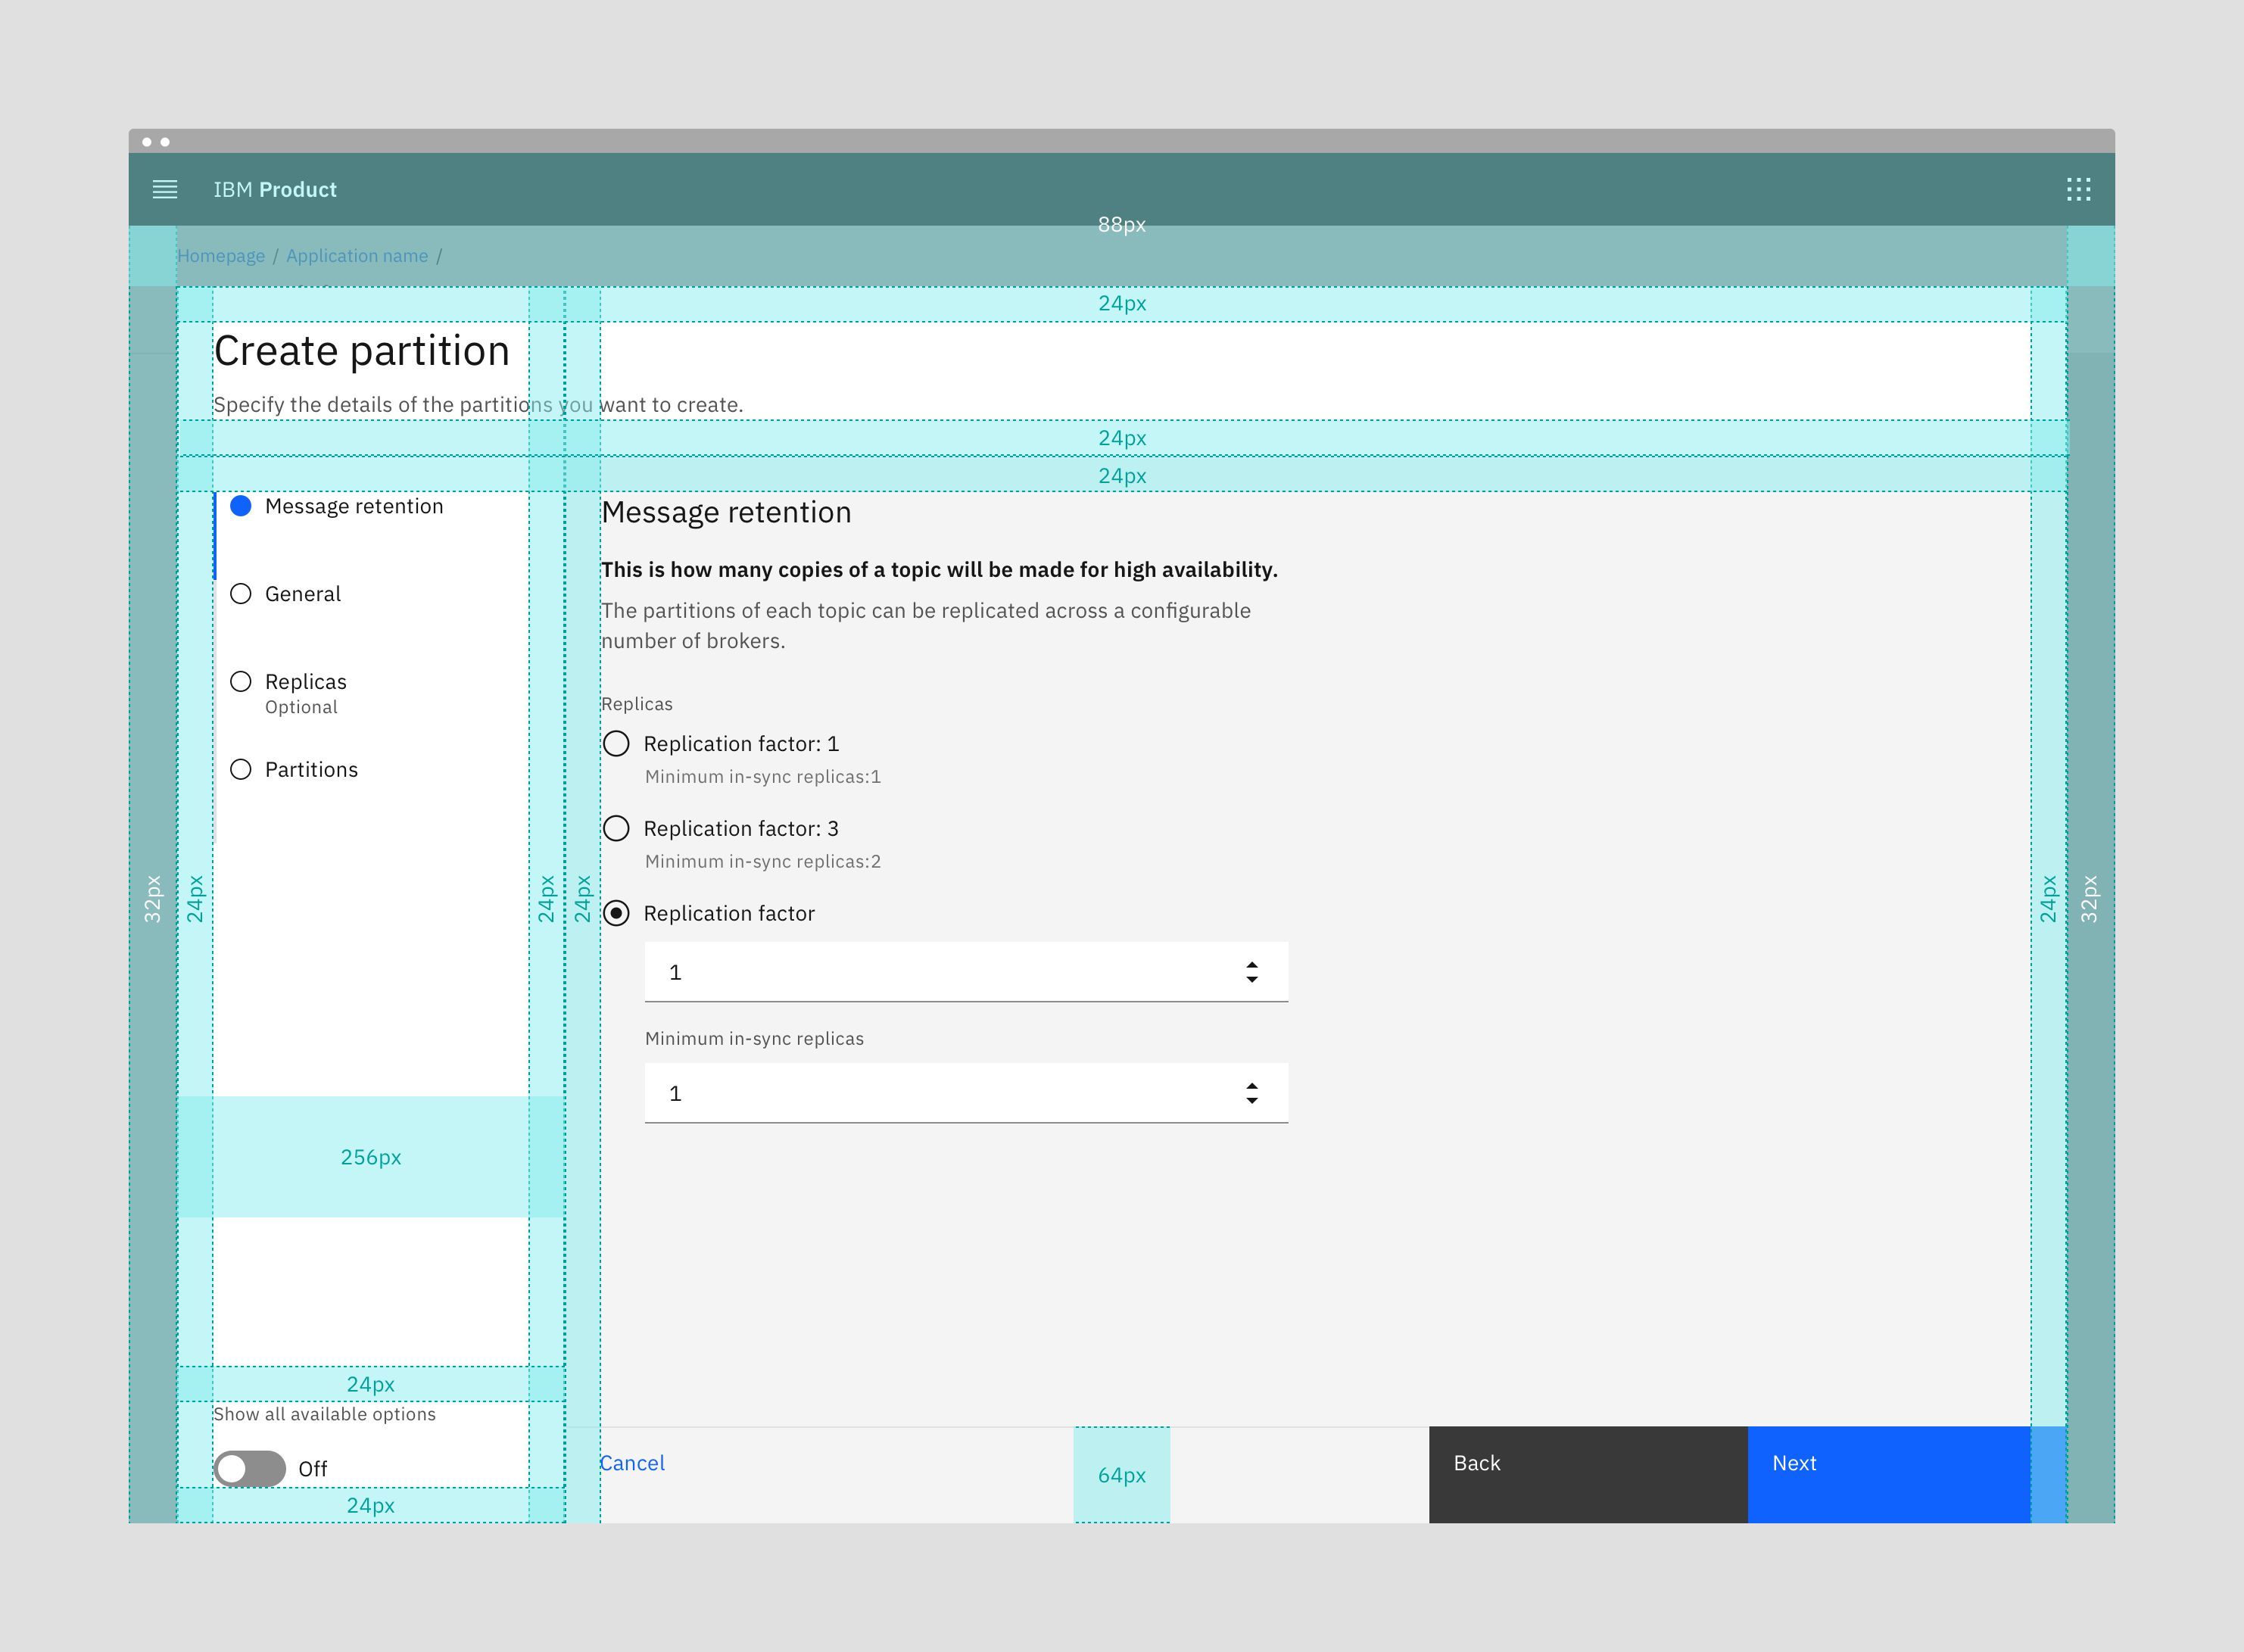 IBM Product
88px
Homepage / Application name /
24px
Create partition
Specify the details of the partitions you want to create.
24px
24px
Message retention
General
Replicas
Optional
Partitions
32px
24px
24px
24px
256px
24px
Show all available options
Off
24px
Message retention
This is how many copies of a topic will be made for high availability.
The partitions of each topic can be replicated across a configurable
number of brokers.
Replicas
Replication factor: 1
Minimum in-sync replicas:1
Replication factor: 3
Minimum in-sync replicas:2
Replication factor
1
Minimum in-sync replicas
1
24px
32px
Cancel
64px
Back
Next